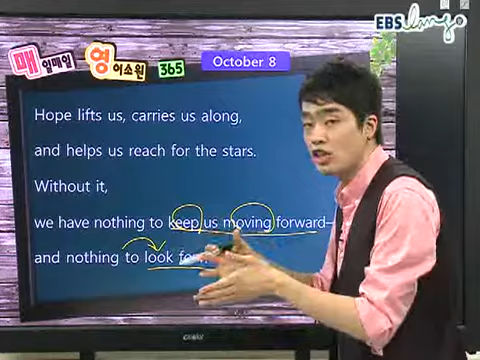 EBSlang
매일매일 영어소원 365
October 8
Hope lifts us, carries us along,
and helps us reach for the stars.
Without it,
we have nothing to keep us moving forward–
and nothing to look